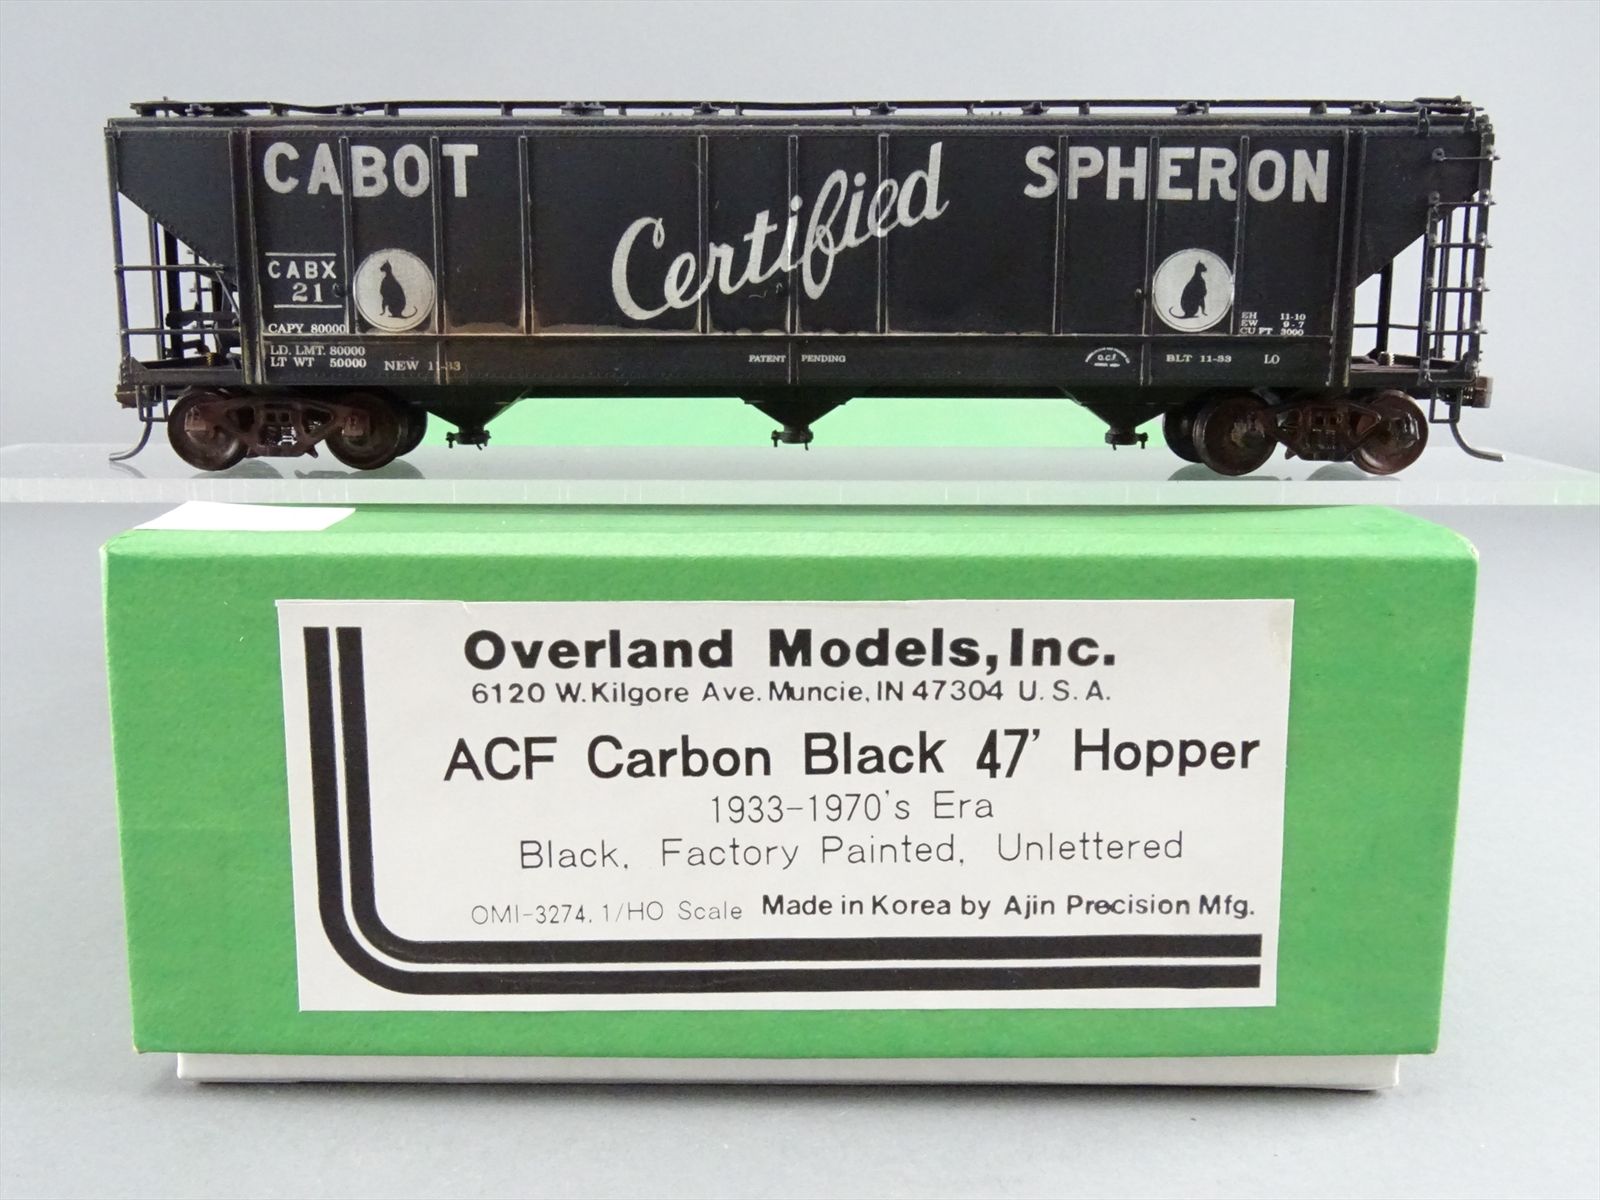 CABOT Certified SPHERON
CABX
21
CAPY 80000
LD. LMT. 80000
LT WT 50000 NEW 11-33
PATENT PENDING
A.C.F.
BLT 11-33 LO
EH 11-10
EW 9-7
CU FT 3000
Overland Models, Inc.
6120 W. Kilgore Ave. Muncie, IN 47304 U.S.A.
ACF Carbon Black 47' Hopper
1933-1970's Era
Black, Factory Painted, Unlettered
OMI-3274.1/HO Scale Made in Korea by Ajin Precision Mfg.